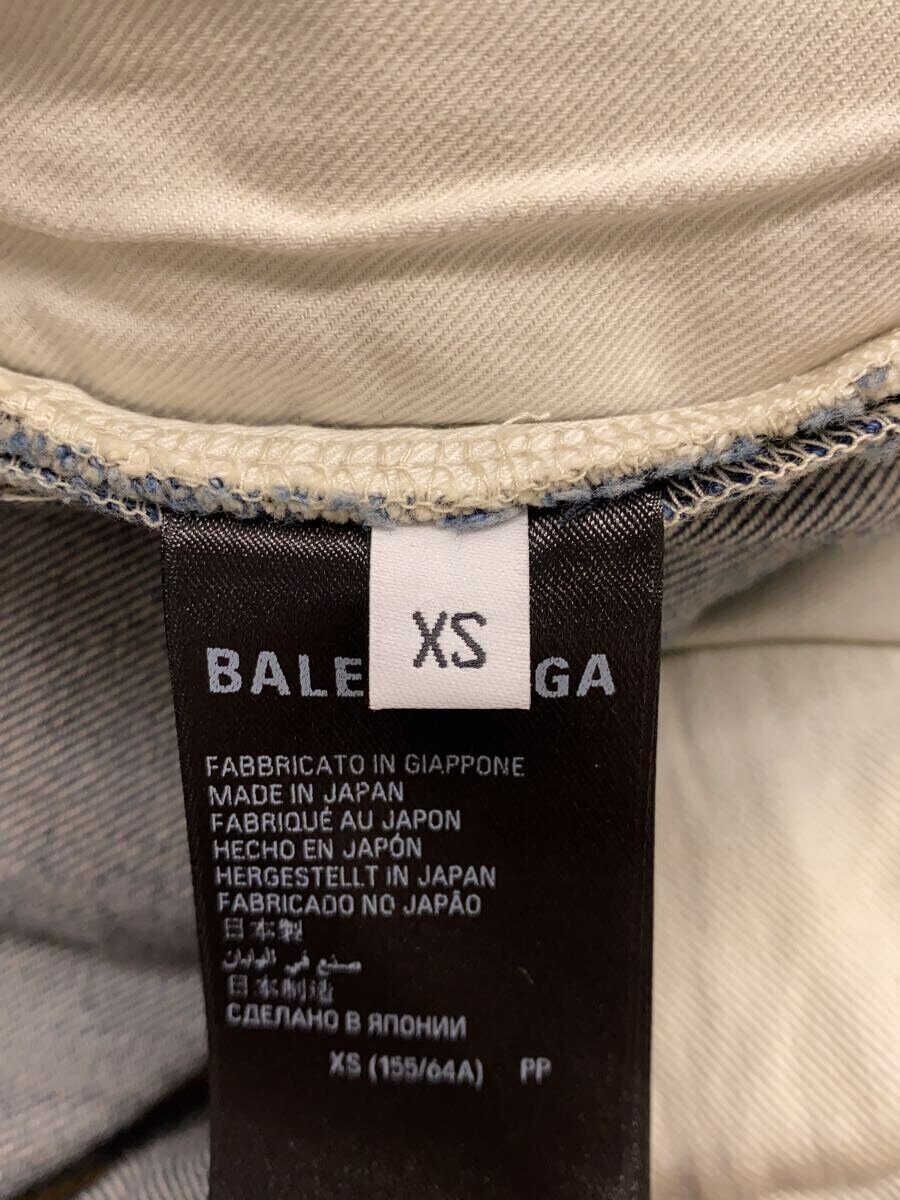 XS
BALE GA
FABBRICATO IN GIAPPONE
MADE IN JAPAN
FABRIQUÉ AU JAPON
HECHO EN JAPÓN
HERGESTELLT IN JAPAN
FABRICADO NO JAPÃO
日本製
صنع في اليابان
日本制造
СДЕЛАНО В ЯПОНИИ
XS (155/64A) PP